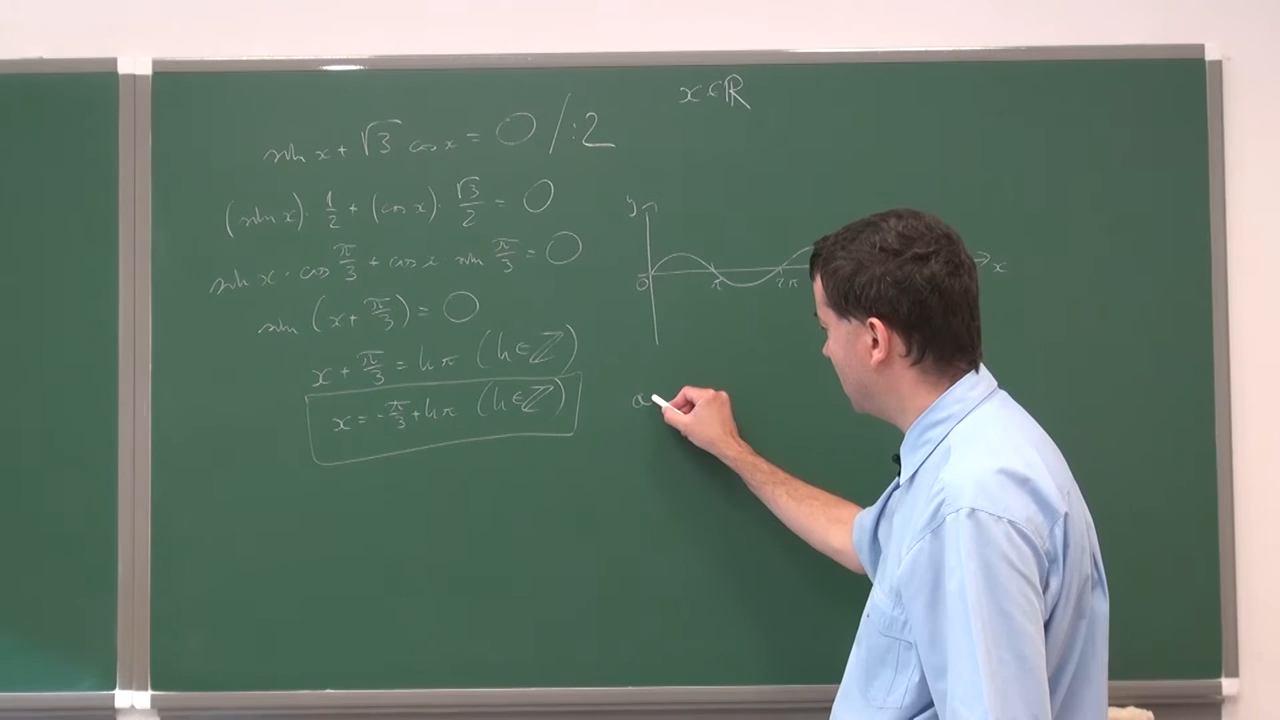 x ∈ ℝ
sin x + √3 cos x = 0 / :2
(sin x) · 1/2 + (cos x) · √3/2 = 0
sin x · cos π/3 + cos x · sin π/3 = 0
sin (x + π/3) = 0
x + π/3 = kπ (k ∈ ℤ)
x = -π/3 + kπ (k ∈ ℤ)
y
0 π 2π x